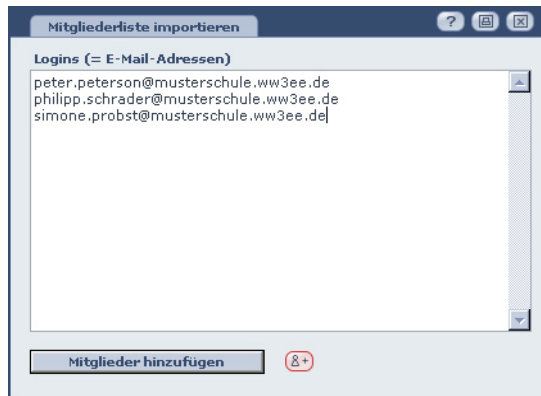 Mitgliederliste importieren
?
Logins (= E-Mail-Adressen)
peter.peterson@musterschule.ww3ee.de
philipp.schrader@musterschule.ww3ee.de
simone.probst@musterschule.ww3ee.de
Mitglieder hinzufügen